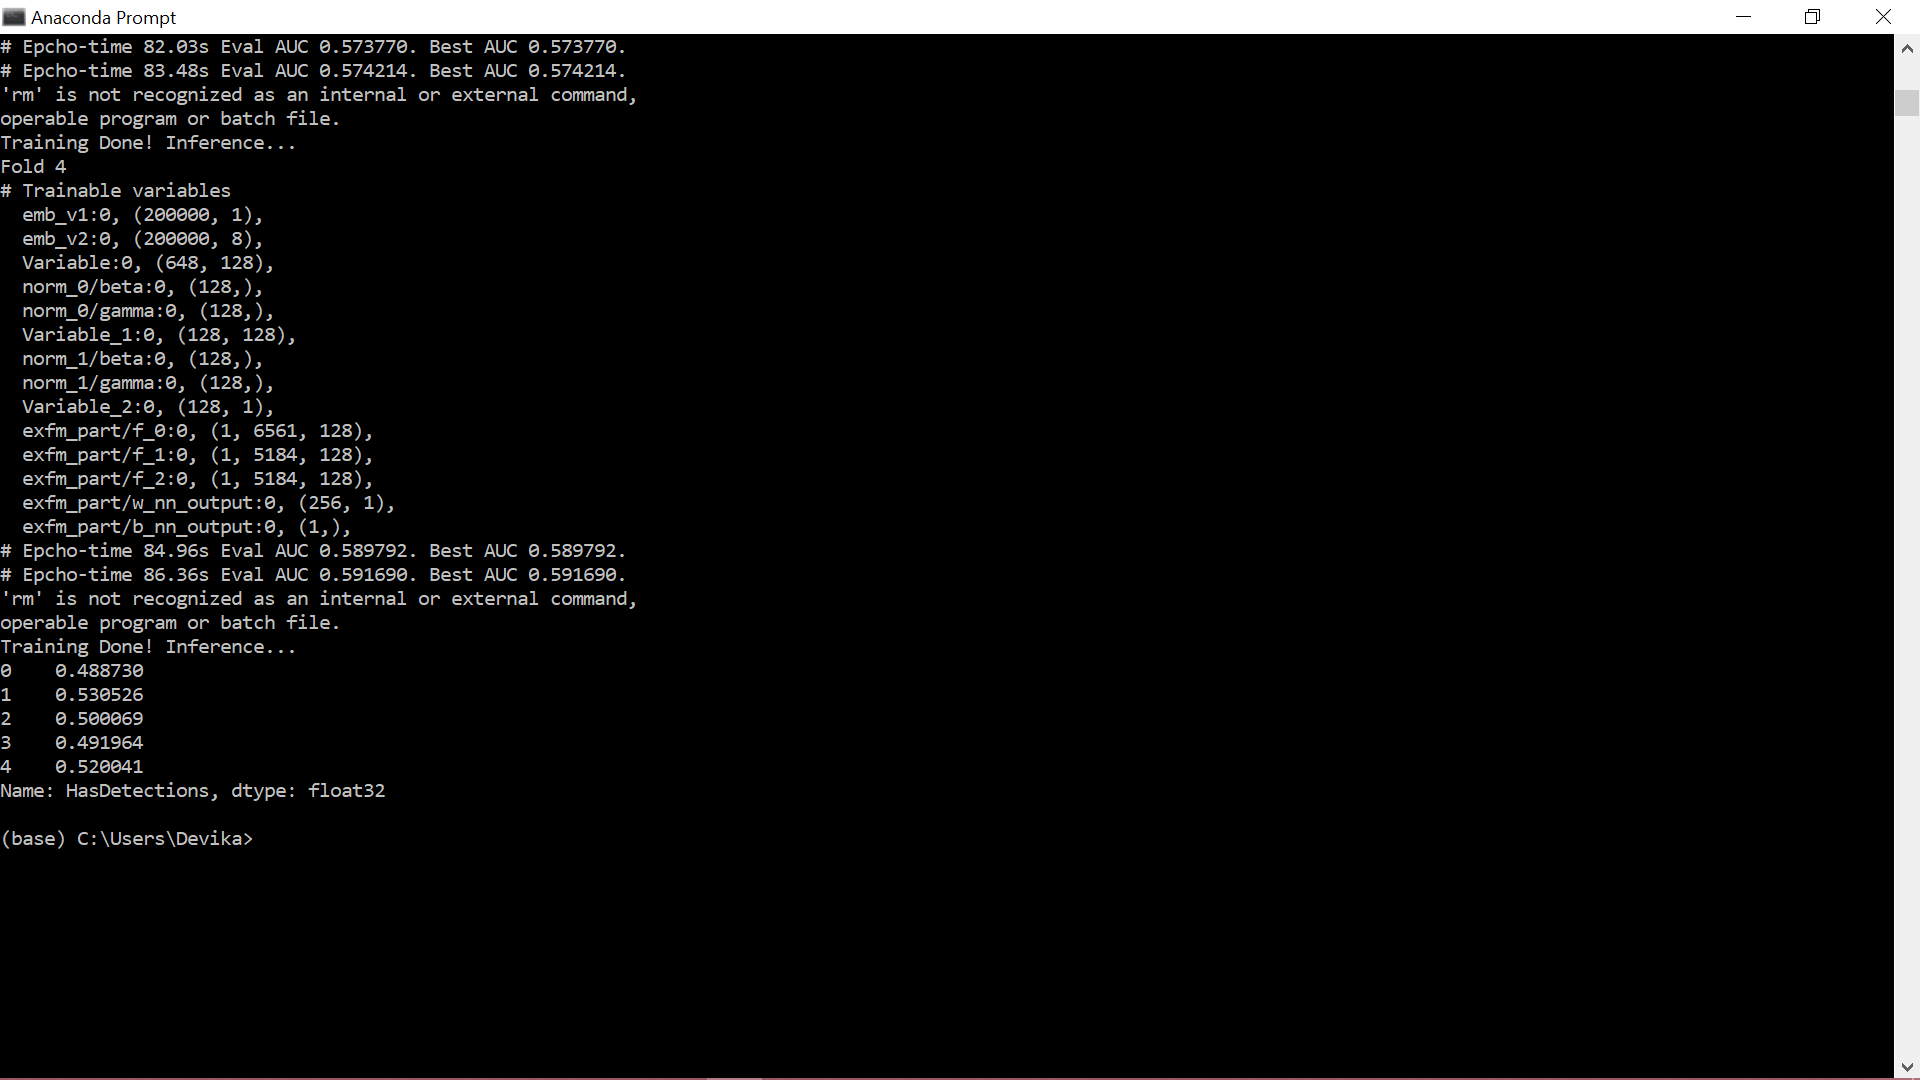 Anaconda Prompt
# Epcho-time 82.03s Eval AUC 0.573770. Best AUC 0.573770.
# Epcho-time 83.48s Eval AUC 0.574214. Best AUC 0.574214.
'rm' is not recognized as an internal or external command,
operable program or batch file.
Training Done! Inference...
Fold 4
# Trainable variables
  emb_v1:0, (200000, 1),
  emb_v2:0, (200000, 8),
  Variable:0, (648, 128),
  norm_0/beta:0, (128,),
  norm_0/gamma:0, (128,),
  Variable_1:0, (128, 128),
  norm_1/beta:0, (128,),
  norm_1/gamma:0, (128,),
  Variable_2:0, (128, 1),
  exfm_part/f_0:0, (1, 6561, 128),
  exfm_part/f_1:0, (1, 5184, 128),
  exfm_part/f_2:0, (1, 5184, 128),
  exfm_part/w_nn_output:0, (256, 1),
  exfm_part/b_nn_output:0, (1,),
# Epcho-time 84.96s Eval AUC 0.589792. Best AUC 0.589792.
# Epcho-time 86.36s Eval AUC 0.591690. Best AUC 0.591690.
'rm' is not recognized as an internal or external command,
operable program or batch file.
Training Done! Inference...
0    0.488730
1    0.530526
2    0.500069
3    0.491964
4    0.520041
Name: HasDetections, dtype: float32
(base) C:\Users\Devika>